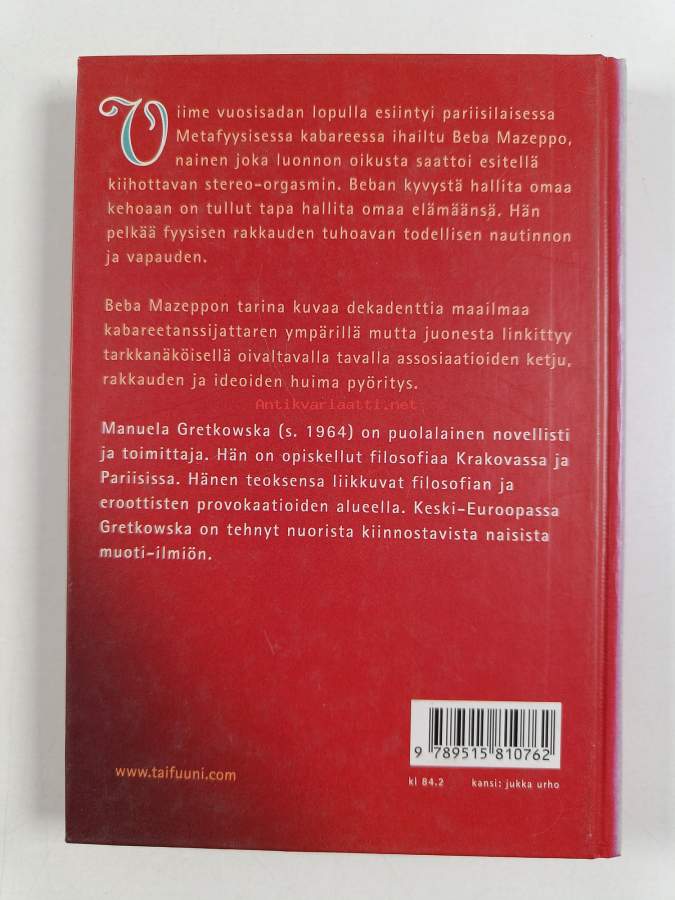 Viime vuosisadan lopulla esiintyi pariisilaisessa
Metafyysisessa kabareessa ihailtu Beba Mazeppo,
nainen joka luonnon oikusta saattoi esitellä
kiihottavan stereo-orgasmin. Beban kyvystä hallita omaa
kehoaan on tullut tapa hallita omaa elämäänsä. Hän
pelkää fyysisen rakkauden tuhoavan todellisen nautinnon
ja vapauden.
Beba Mazeppon tarina kuvaa dekadenttia maailmaa
kabareetanssijattaren ympärillä mutta juonesta linkittyy
tarkkanäköisellä oivaltavalla tavalla assosiaatioiden ketju,
rakkauden ja ideoiden huima pyöritys.
Antikvariaatti.net
Manuela Gretkowska (s. 1964) on puolalainen novellisti
ja toimittaja. Hän on opiskellut filosofiaa Krakovassa ja
Pariisissa. Hänen teoksensa liikkuvat filosofian ja
eroottisten provokaatioiden alueella. Keski-Euroopassa
Gretkowska on tehnyt nuorista kiinnostavista naisista
muoti-ilmiön.
9 789515 810762
www.taifuuni.com
kl 84.2 kansi: jukka urho